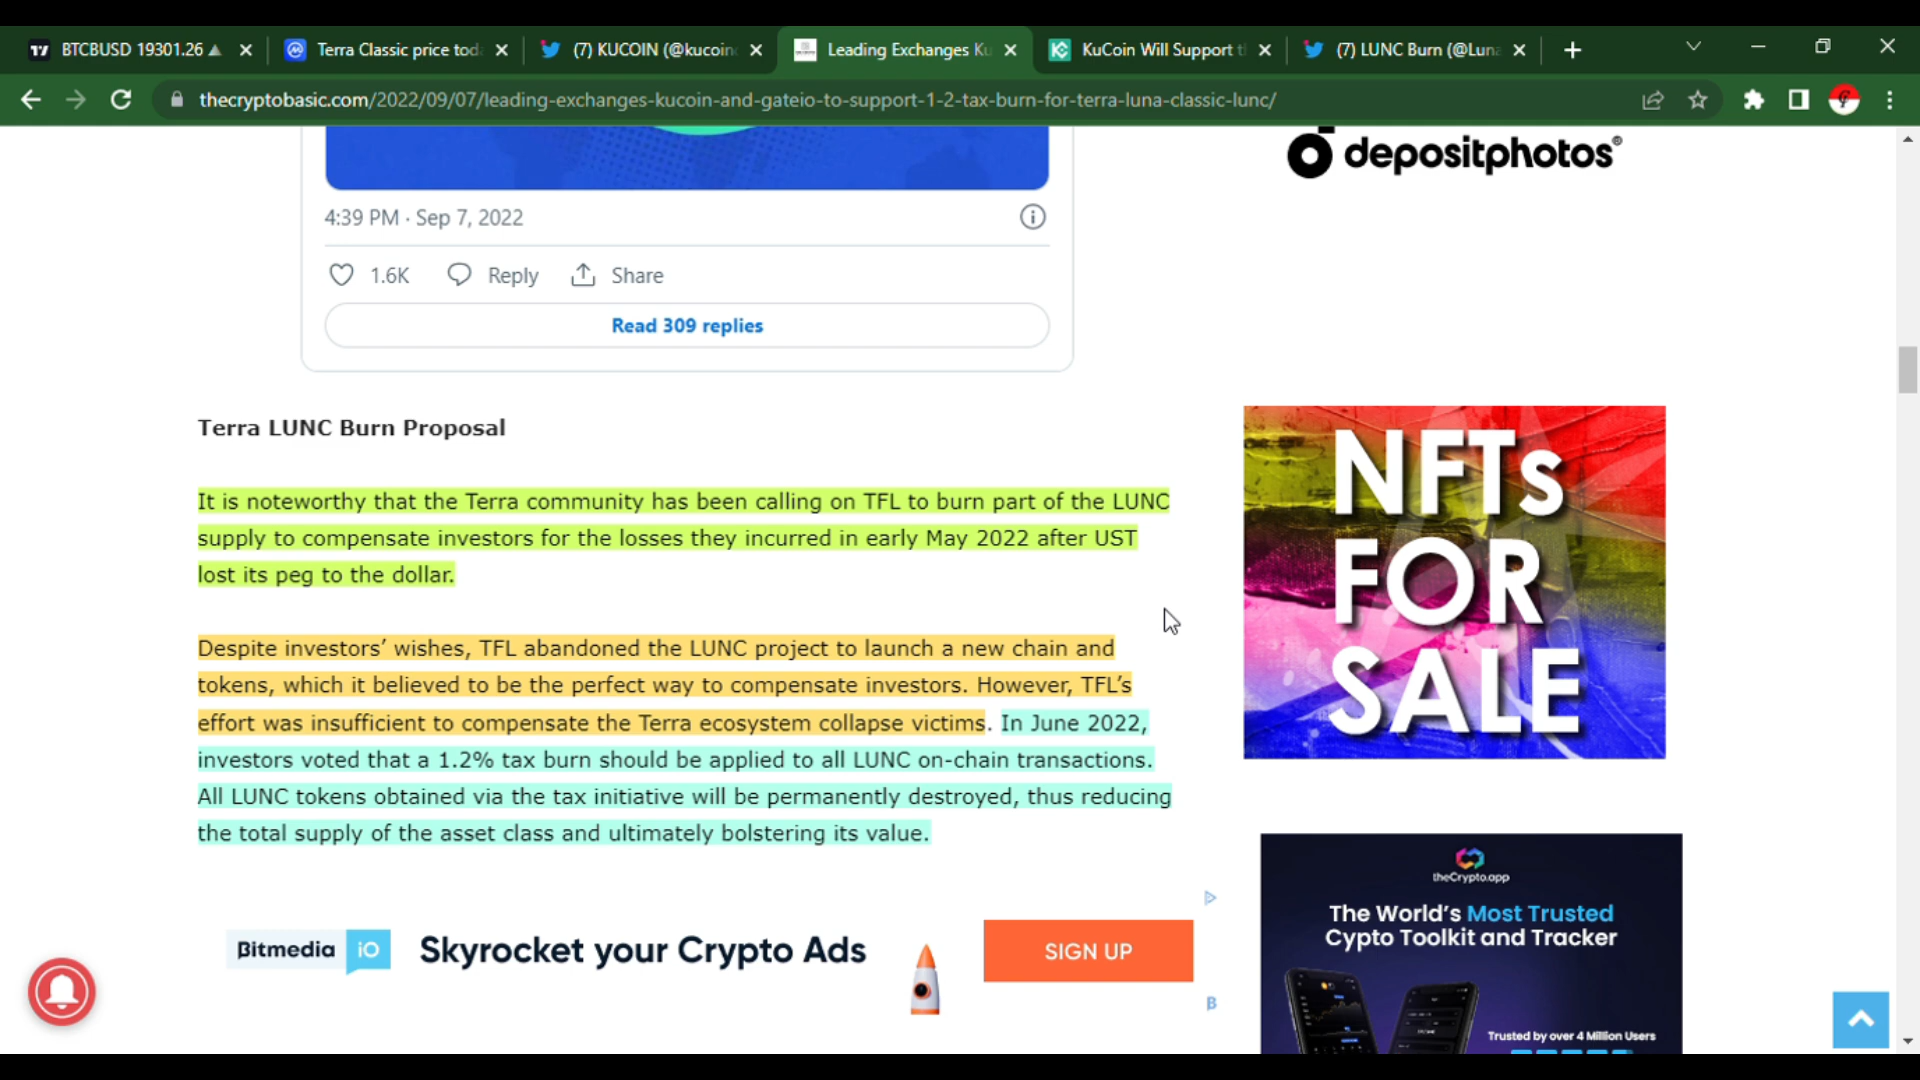 BTCBUSD 19301.26
Terra Classic price tod
(7) KUCOIN (@kucoin
Leading Exchanges Ku
KuCoin Will Support t
(7) LUNC Burn (@Luna
thecryptobasic.com/2022/09/07/leading-exchanges-kucoin-and-gateio-to-support-1-2-tax-burn-for-terra-luna-classic-lunc/
depositphotos®
4:39 PM · Sep 7, 2022
1.6K Reply Share
Read 309 replies
Terra LUNC Burn Proposal
It is noteworthy that the Terra community has been calling on TFL to burn part of the LUNC
supply to compensate investors for the losses they incurred in early May 2022 after UST
lost its peg to the dollar.
Despite investors’ wishes, TFL abandoned the LUNC project to launch a new chain and
tokens, which it believed to be the perfect way to compensate investors. However, TFL’s
effort was insufficient to compensate the Terra ecosystem collapse victims. In June 2022,
investors voted that a 1.2% tax burn should be applied to all LUNC on-chain transactions.
All LUNC tokens obtained via the tax initiative will be permanently destroyed, thus reducing
the total supply of the asset class and ultimately bolstering its value.
NFTs
FOR
SALE
Bitmedia iO
Skyrocket your Crypto Ads
SIGN UP
B
theCrypto.app
The World's Most Trusted
Cypto Toolkit and Tracker
Trusted by over 4 Million Users